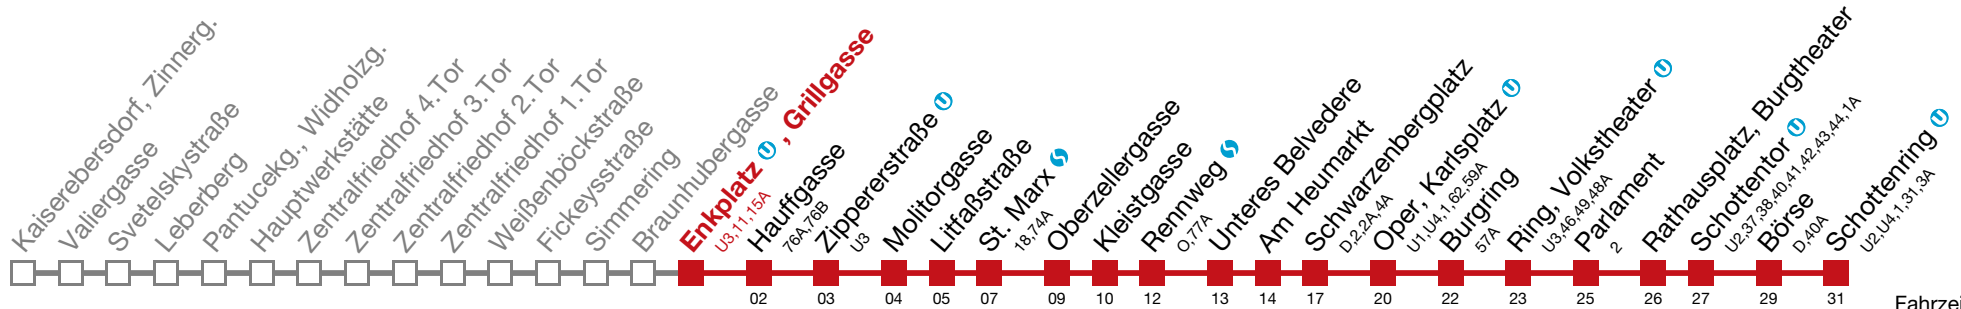 Kaiserebersdorf, Zinnerg.
Valiergasse
Svetelskystraße
Leberberg
Pantucekg., Widholzg.
Hauptwerkstätte
Zentralfriedhof 4.Tor
Zentralfriedhof 3.Tor
Zentralfriedhof 2.Tor
Zentralfriedhof 1.Tor
Weißenböckstraße
Fickeysstraße
Simmering
Braunhubergasse
Enkplatz U , Grillgasse
U3,11,15A
Hauffgasse
76A,76B
Zippererstraße U
U3
Molitorgasse
Litfaßstraße
St. Marx
18,74A
Oberzellergasse
Kleistgasse
Rennweg
O,77A
Unteres Belvedere
Am Heumarkt
Schwarzenbergplatz
D,2,2A,4A
Oper, Karlsplatz U
U1,U4,1,62,59A
Burgring
57A
Ring, Volkstheater U
U3,46,49,48A
Parlament
2
Rathausplatz, Burgtheater
Schottentor U
U2,37,38,40,41,42,43,44,1A
Börse
D,40A
Schottenring U
U2,U4,1,31,3A
02 03 04 05 07 09 10 12 13 14 17 20 22 23 25 26 27 29 31